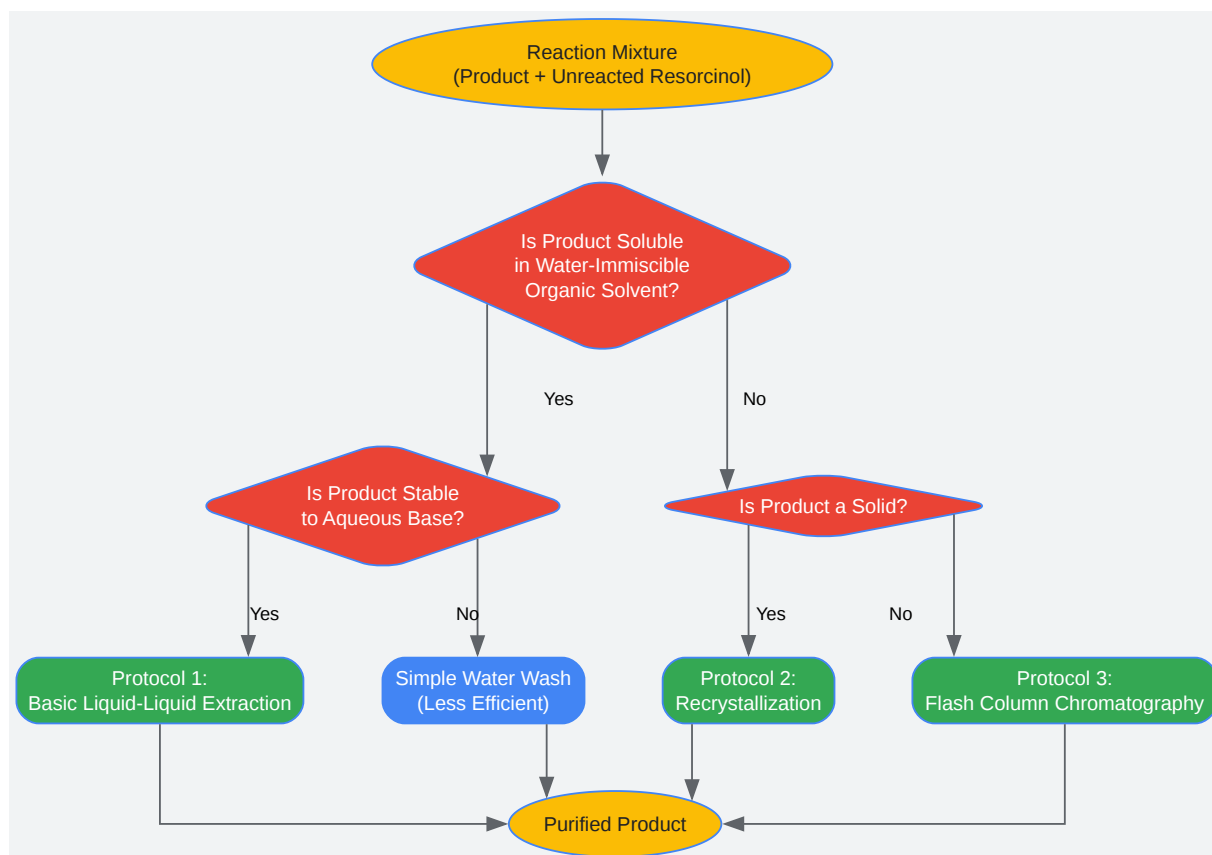 Reaction Mixture
(Product + Unreacted Resorcinol)
Is Product Soluble
in Water-Immiscible
Organic Solvent?
Yes
No
Is Product Stable
to Aqueous Base?
Is Product a Solid?
Yes
No
Yes
No
Protocol 1:
Basic Liquid-Liquid Extraction
Simple Water Wash
(Less Efficient)
Protocol 2:
Recrystallization
Protocol 3:
Flash Column Chromatography
Purified Product